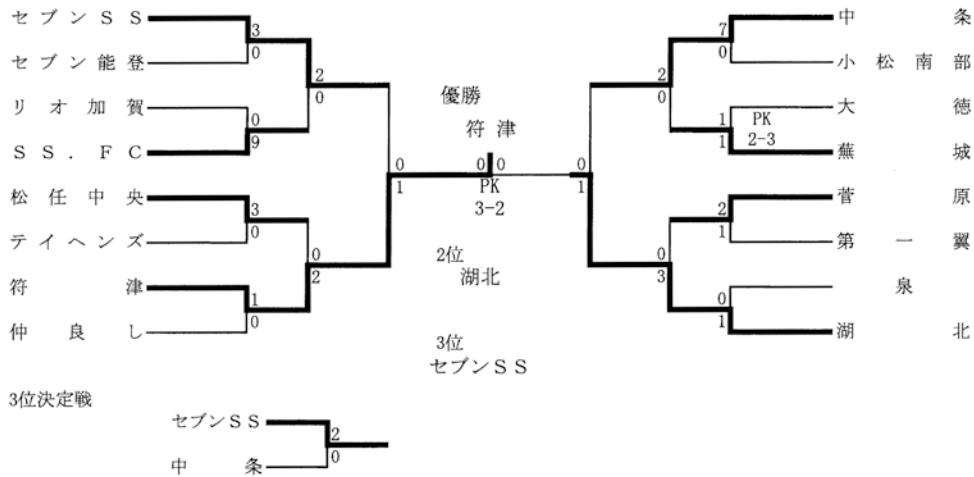 セブンＳＳ
3
0
セブン能登
2
0
リオ加賀
0
9
ＳＳ．ＦＣ
0
1
松任中央
3
0
テイヘンズ
0
2
符津
1
0
仲良し
優勝
符津
0 0
PK
3-2
2位
湖北
3位
セブンＳＳ
中条
7
0
小松南部
2
0
大徳
1
1
PK
2-3
蕪城
0
1
菅原
2
1
第一翼
0
3
泉
0
1
湖北
3位決定戦
セブンＳＳ
2
0
中条